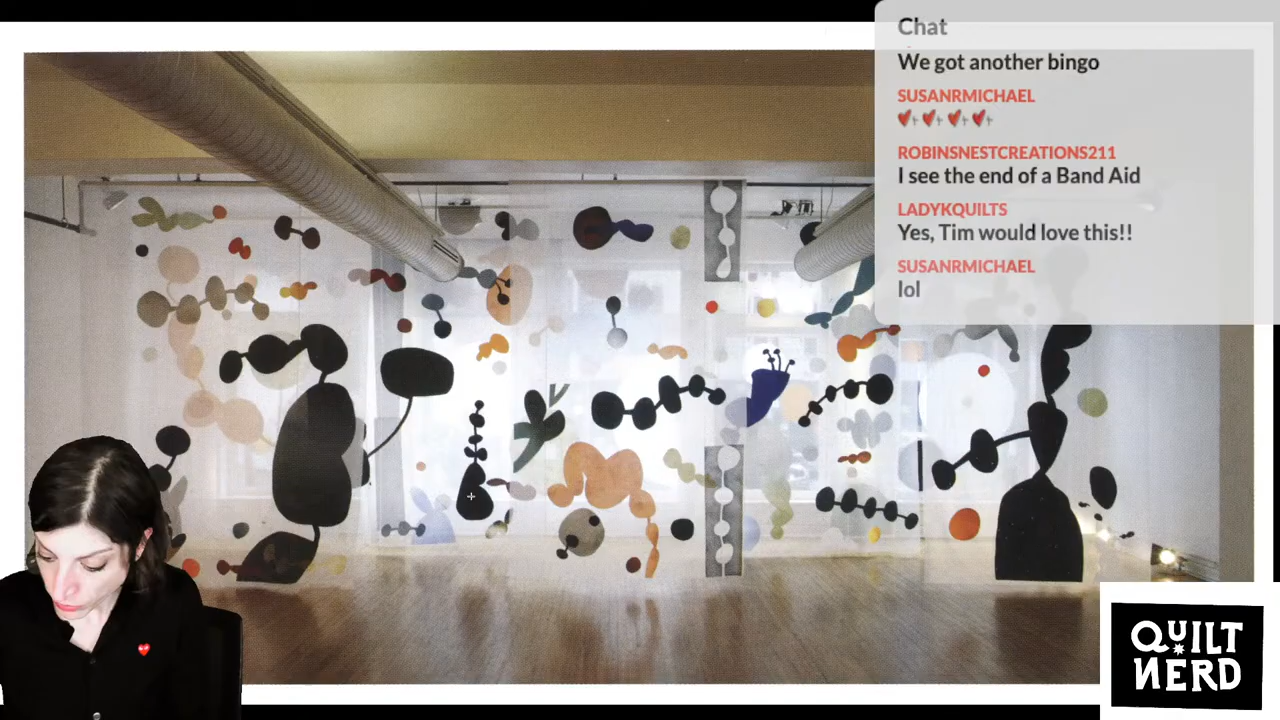 Chat
We got another bingo
SUSANRMICHAEL
ROBINSNESTCREATIONS211
I see the end of a Band Aid
LADYKQUILTS
Yes, Tim would love this!!
SUSANRMICHAEL
lol
QUILT
NERD